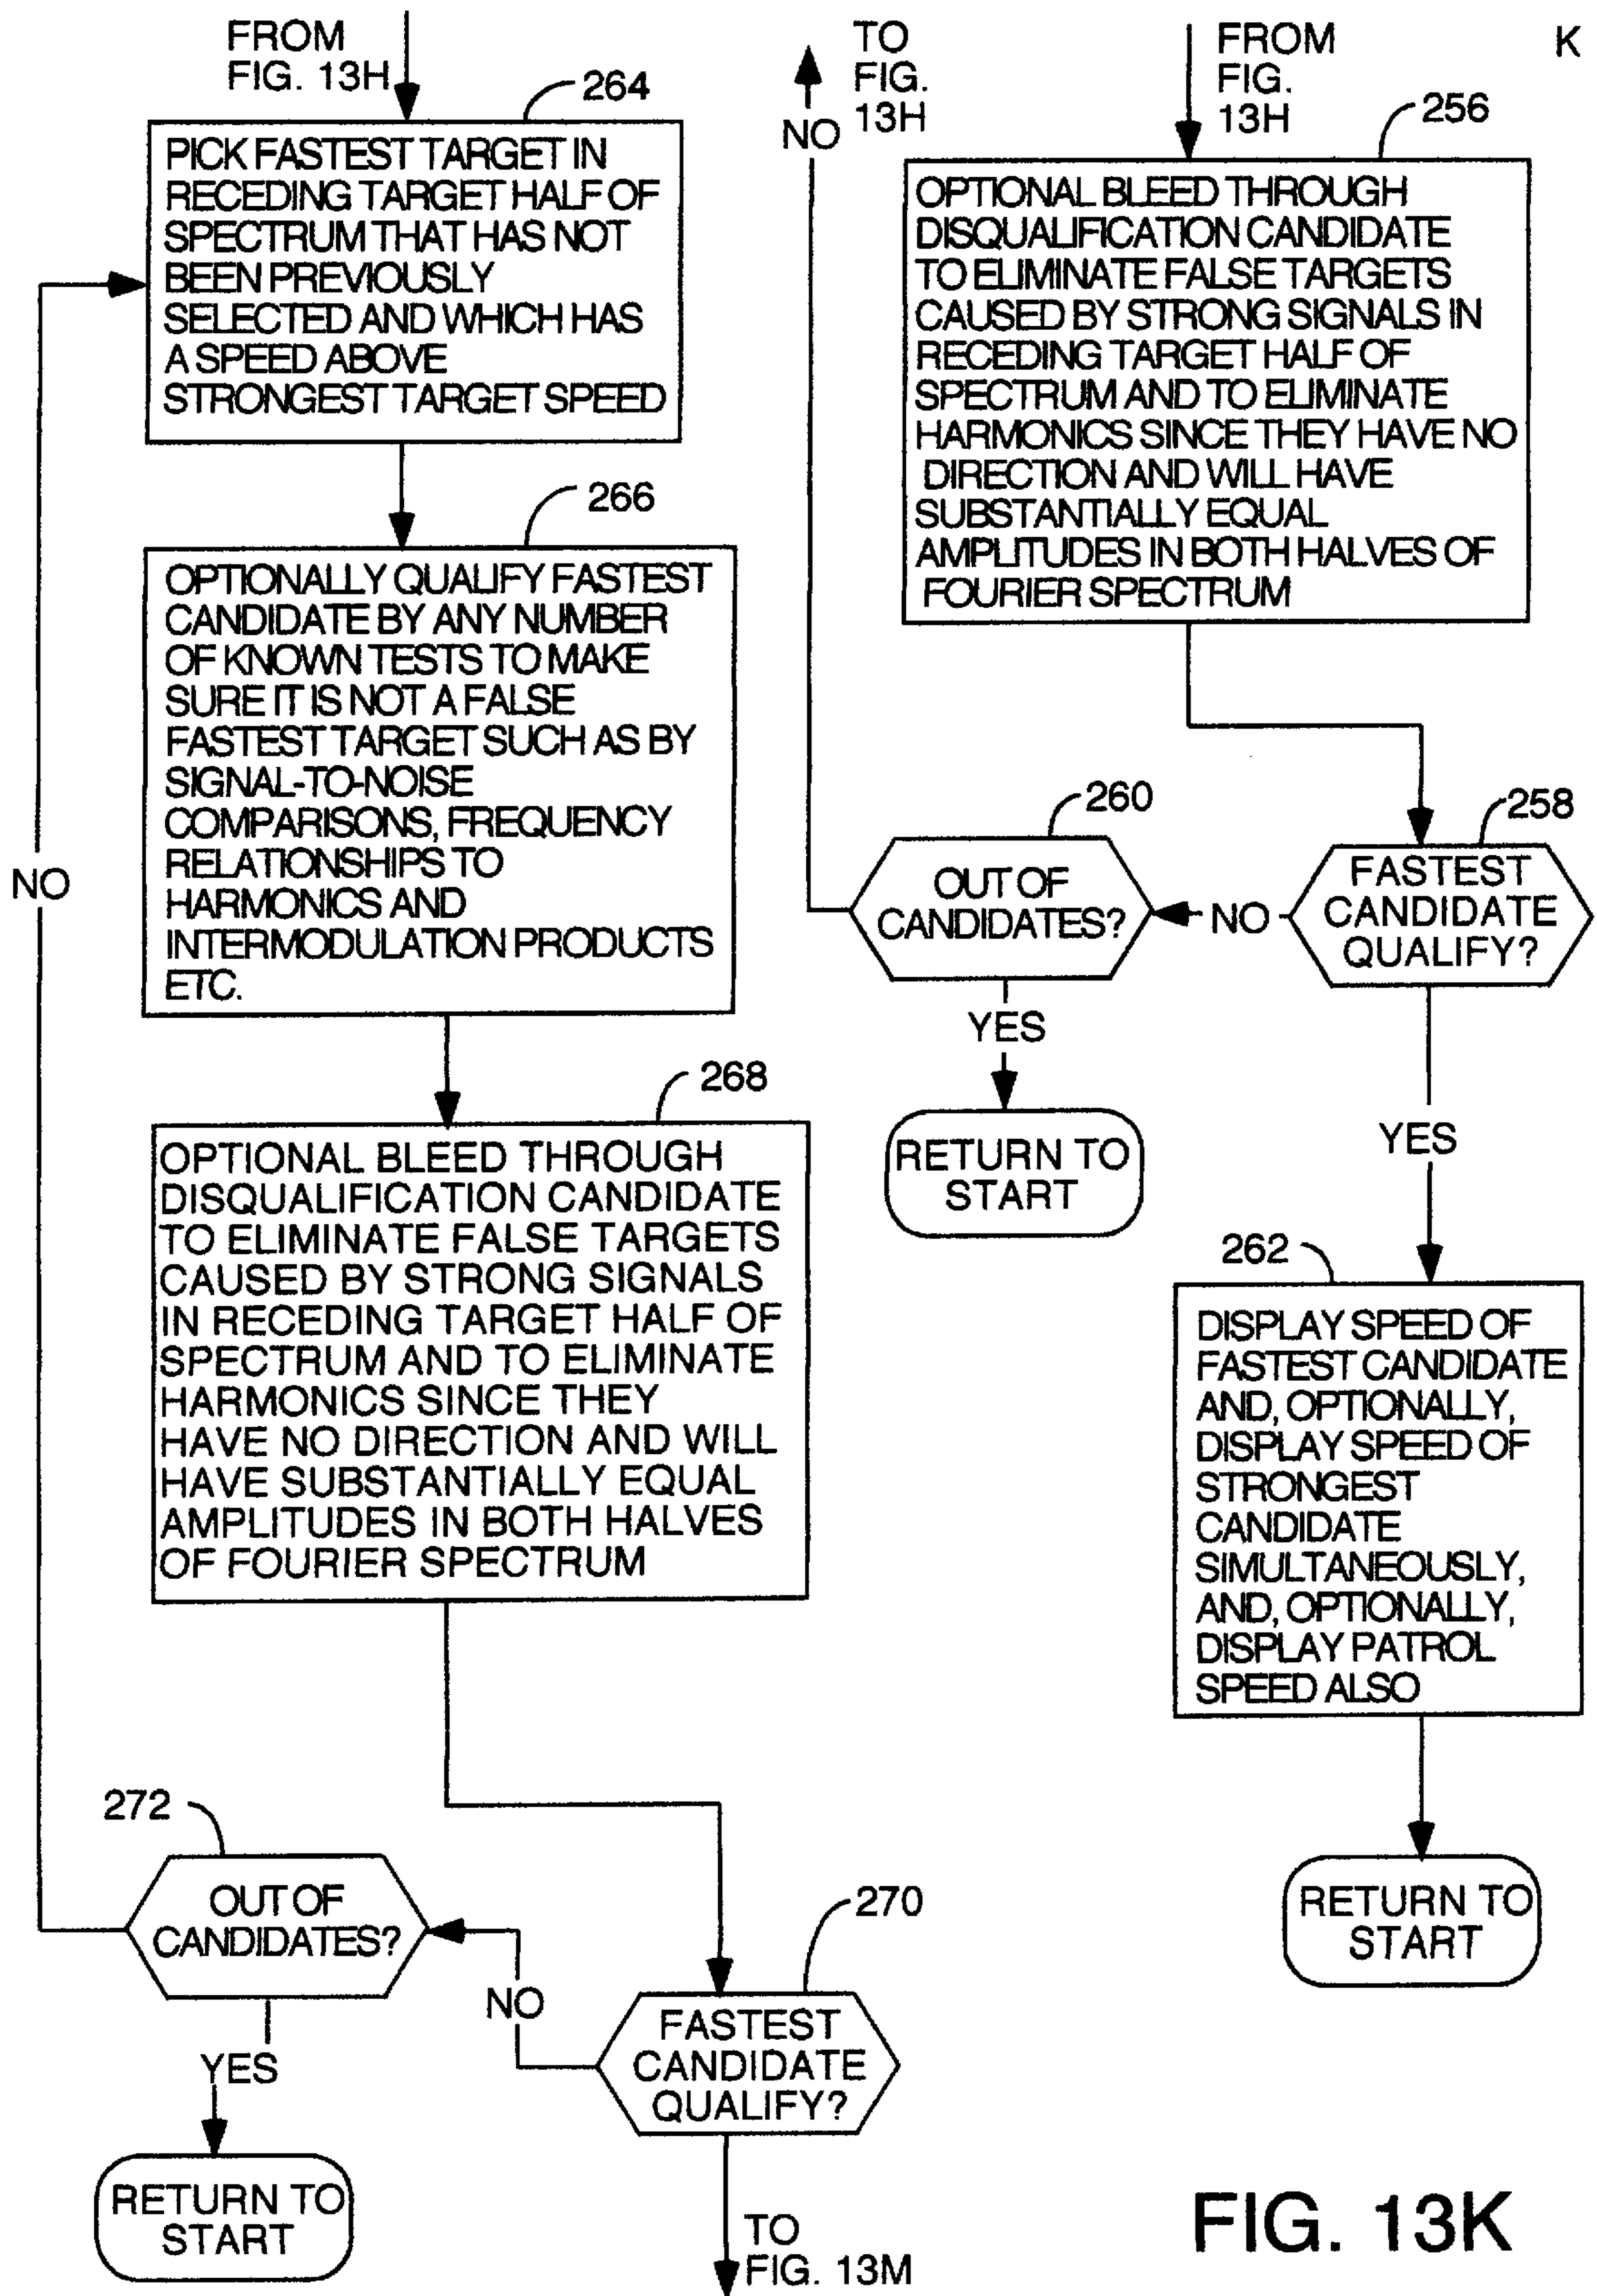 FROM
FIG. 13H
264
PICK FASTEST TARGET IN
RECEDING TARGET HALF OF
SPECTRUM THAT HAS NOT
BEEN PREVIOUSLY
SELECTED AND WHICH HAS
A SPEED ABOVE
STRONGEST TARGET SPEED
266
OPTIONALLY QUALIFY FASTEST
CANDIDATE BY ANY NUMBER
OF KNOWN TESTS TO MAKE
SURE IT IS NOT A FALSE
FASTEST TARGET SUCH AS BY
SIGNAL-TO-NOISE
COMPARISONS, FREQUENCY
RELATIONSHIPS TO
HARMONICS AND
INTERMODULATION PRODUCTS
ETC.
NO
268
OPTIONAL BLEED THROUGH
DISQUALIFICATION CANDIDATE
TO ELIMINATE FALSE TARGETS
CAUSED BY STRONG SIGNALS
IN RECEDING TARGET HALF OF
SPECTRUM AND TO ELIMINATE
HARMONICS SINCE THEY
HAVE NO DIRECTION AND WILL
HAVE SUBSTANTIALLY EQUAL
AMPLITUDES IN BOTH HALVES
OF FOURIER SPECTRUM
272
OUT OF
CANDIDATES?
NO
270
FASTEST
CANDIDATE
QUALIFY?
YES
RETURN TO
START
TO
FIG. 13M
TO
FIG.
13H
NO
FROM
FIG.
13H
K
256
OPTIONAL BLEED THROUGH
DISQUALIFICATION CANDIDATE
TO ELIMINATE FALSE TARGETS
CAUSED BY STRONG SIGNALS IN
RECEDING TARGET HALF OF
SPECTRUM AND TO ELIMINATE
HARMONICS SINCE THEY HAVE NO
DIRECTION AND WILL HAVE
SUBSTANTIALLY EQUAL
AMPLITUDES IN BOTH HALVES OF
FOURIER SPECTRUM
260
OUT OF
CANDIDATES?
NO
258
FASTEST
CANDIDATE
QUALIFY?
YES
RETURN TO
START
YES
262
DISPLAY SPEED OF
FASTEST CANDIDATE
AND, OPTIONALLY,
DISPLAY SPEED OF
STRONGEST
CANDIDATE
SIMULTANEOUSLY,
AND, OPTIONALLY,
DISPLAY PATROL
SPEED ALSO
RETURN TO
START
FIG. 13K